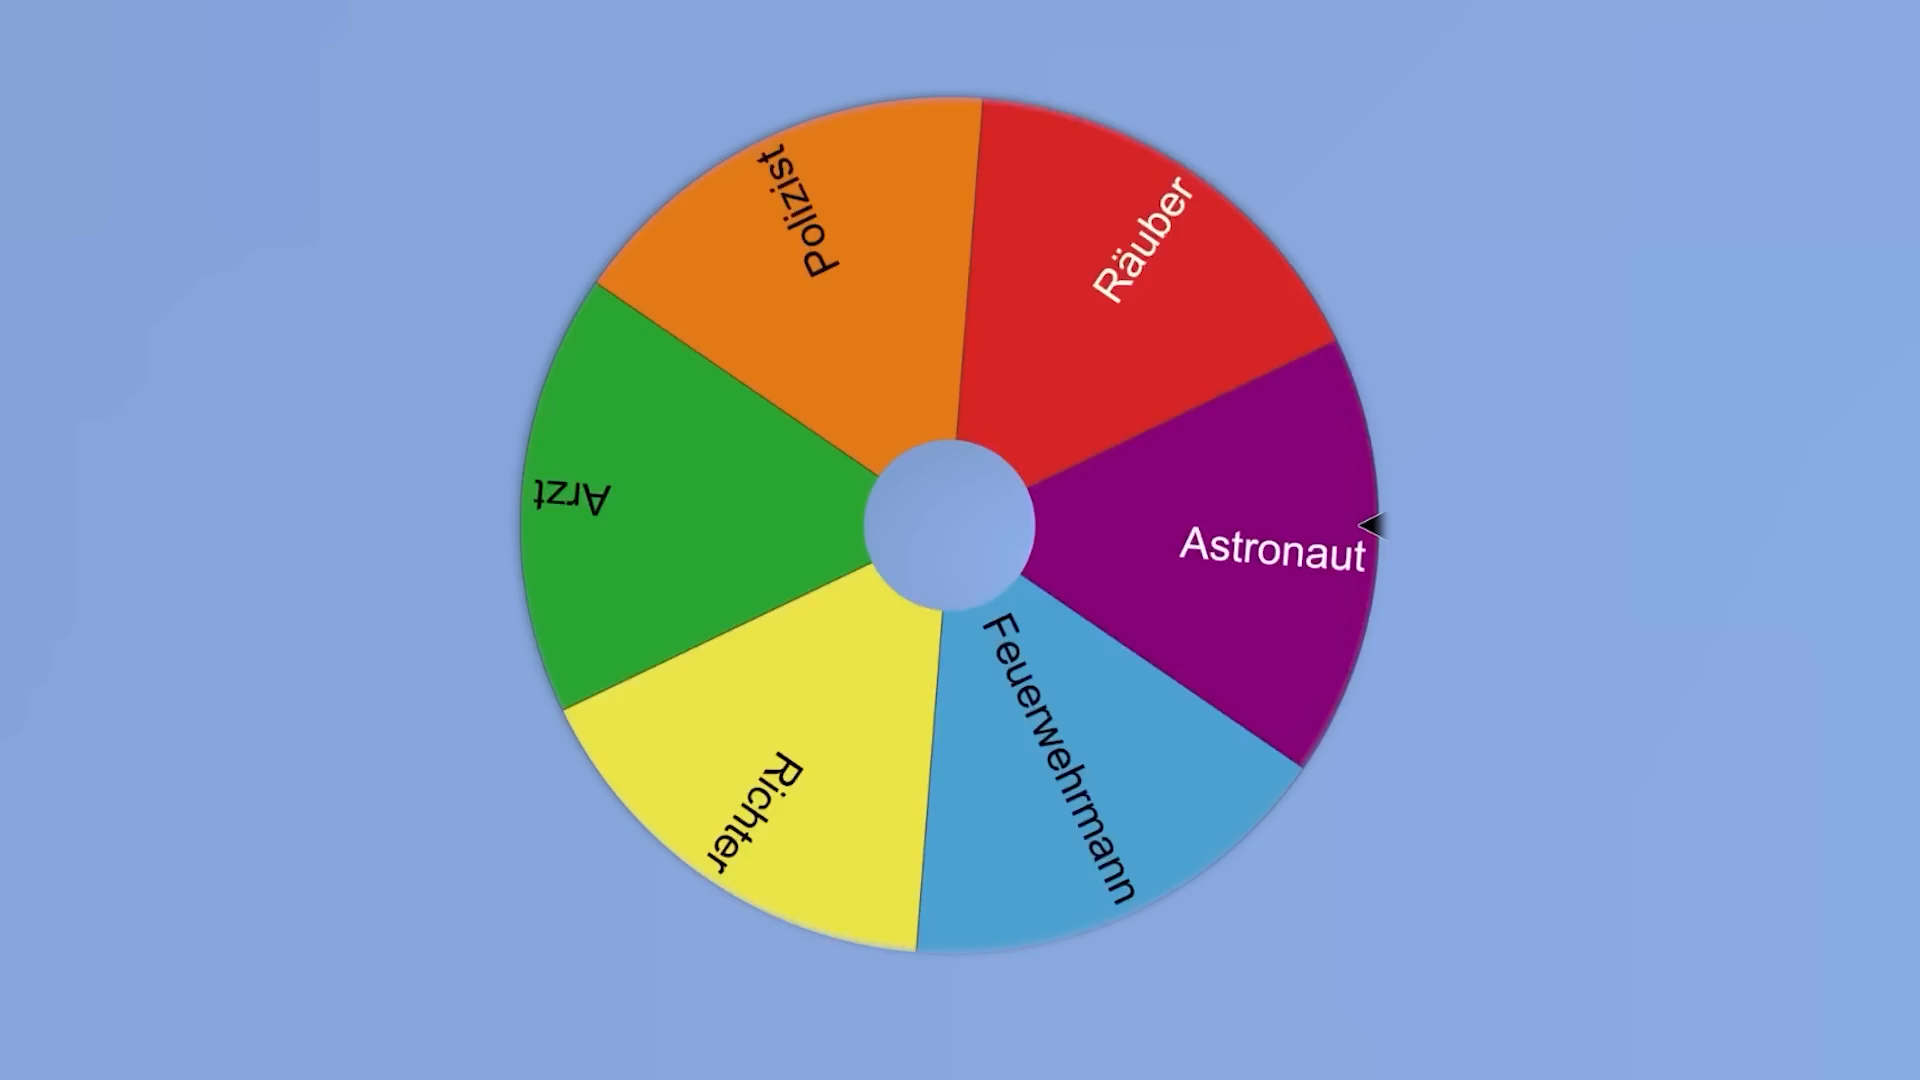 Polizist
Räuber
Arzt
Astronaut
Feuerwehrmann
Richter